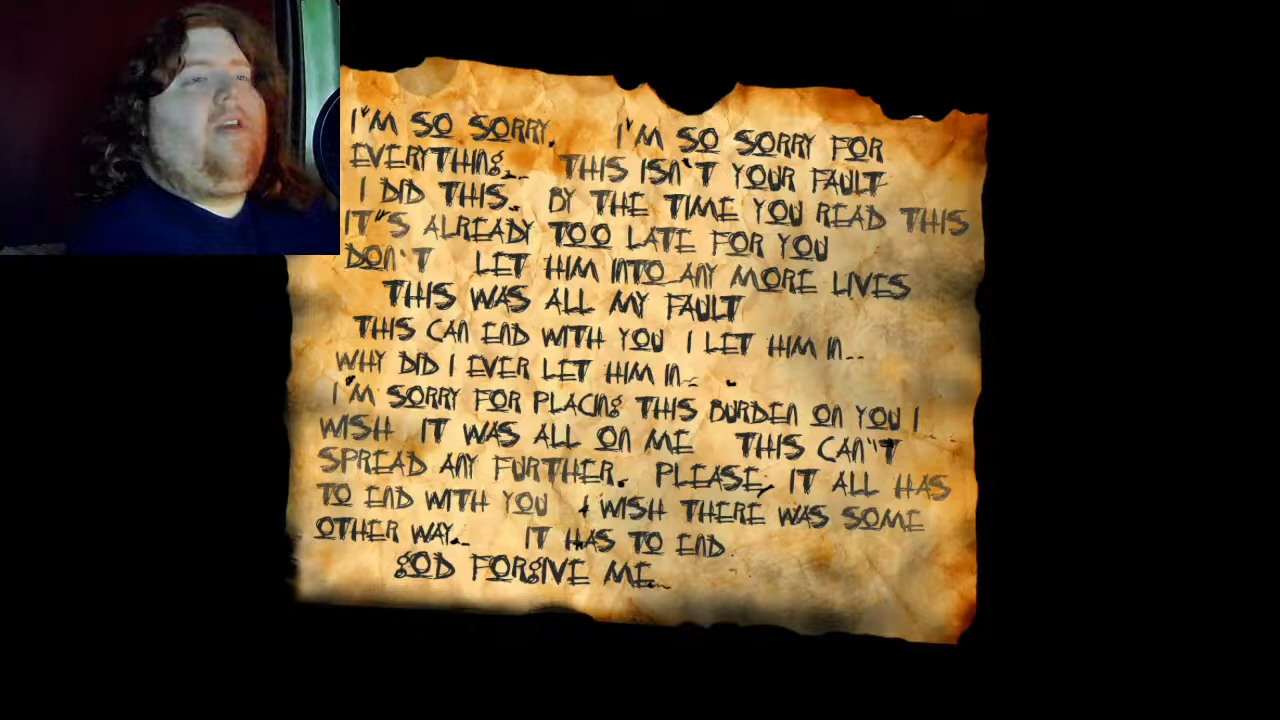 I'M SO SORRY. I'M SO SORRY FOR
EVERYTHING... THIS ISN'T YOUR FAULT
I DID THIS. BY THE TIME YOU READ THIS
IT"S ALREADY TOO LATE FOR YOU
DON'T LET HIM INTO ANY MORE LIVES
THIS WAS ALL MY FAULT
THIS CAN END WITH YOU I LET HIM IN...
WHY DID I EVER LET HIM IN...
I'M SORRY FOR PLACING THIS BURDEN ON YOU I
WISH IT WAS ALL ON ME THIS CAN"T
SPREAD ANY FURTHER. PLEASE, IT ALL HAS
TO END WITH YOU I WISH THERE WAS SOME
OTHER WAY... IT HAS TO END
GOD FORGIVE ME...